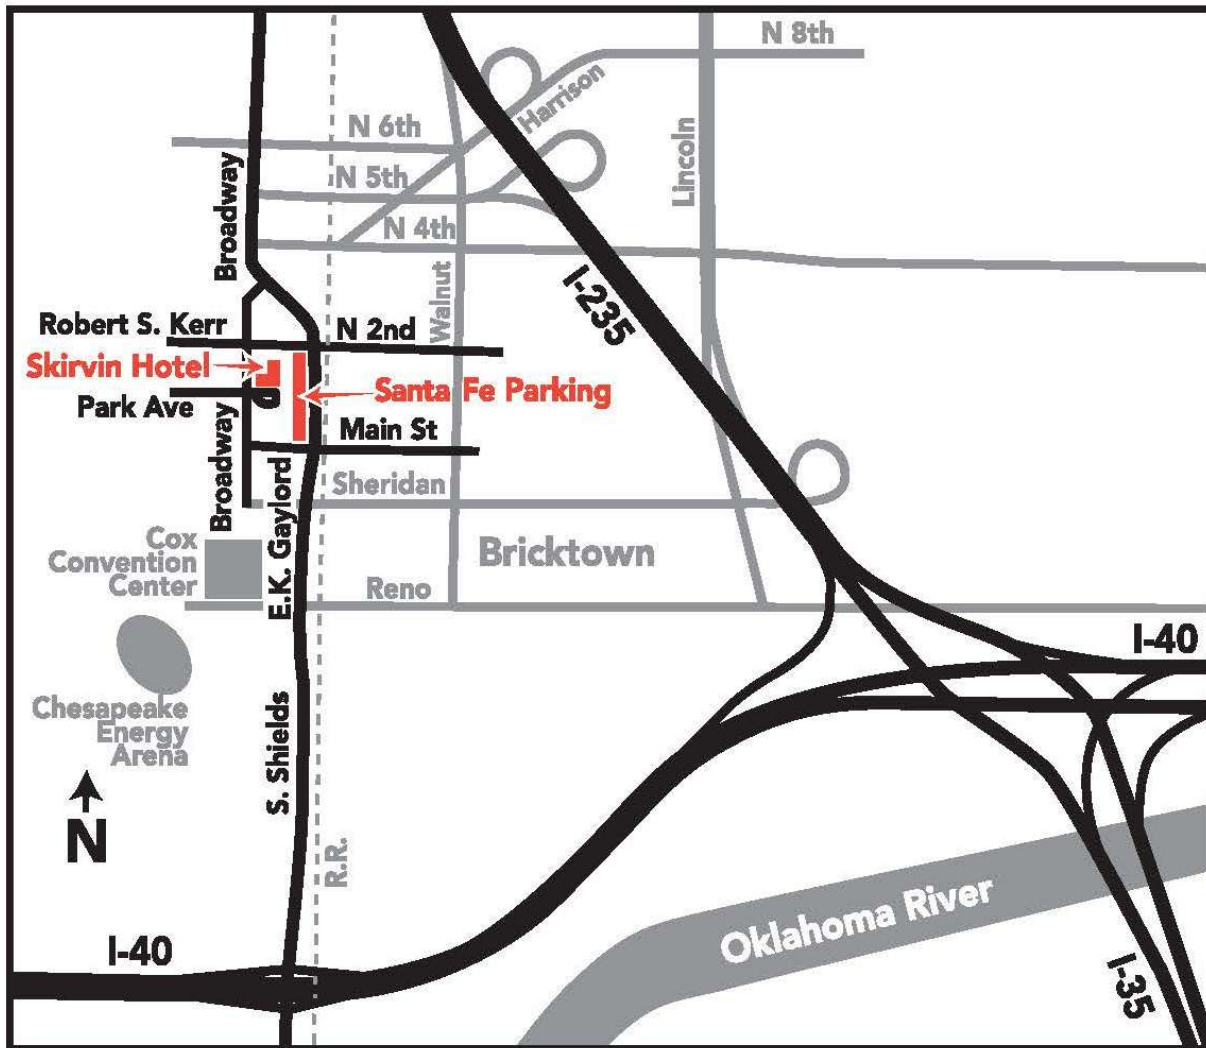 N 8th
Harrison
N 6th
Lincoln
Broadway
N 5th
N 4th
Walnut
I-235
Robert S. Kerr
N 2nd
Skirvin Hotel
Santa Fe Parking
Park Ave
Main St
Broadway
E.K. Gaylord
Sheridan
Cox
Convention
Center
Bricktown
Reno
I-40
Chesapeake
Energy
Arena
S. Shields
N
R.R.
Oklahoma River
I-40
I-35